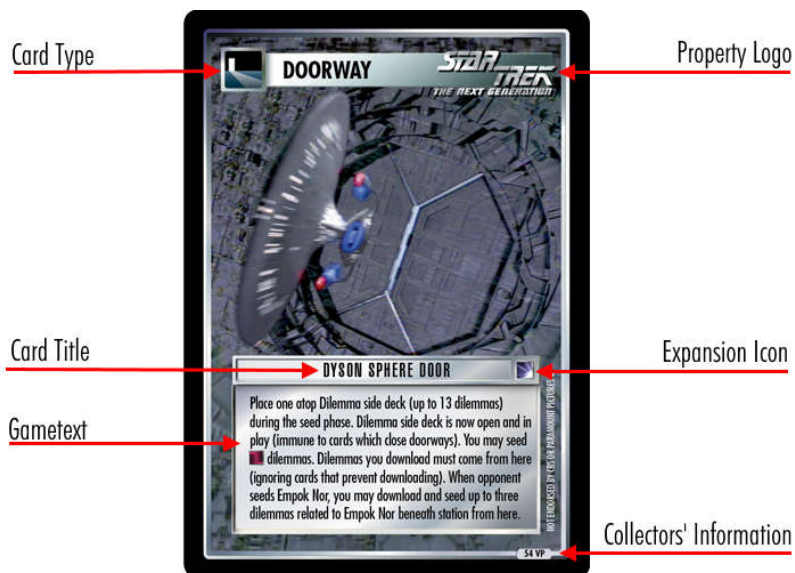 Card Type
DOORWAY
STAR TREK
THE NEXT GENERATION
Property Logo
Card Title
DYSON SPHERE DOOR
Expansion Icon
Gametext
Place one atop Dilemma side deck (up to 13 dilemmas)
during the seed phase. Dilemma side deck is now open and in
play (immune to cards which close doorways). You may seed
dilemmas. Dilemmas you download must come from here
(ignoring cards that prevent downloading). When opponent
seeds Empok Nor, you may download and seed up to three
dilemmas related to Empok Nor beneath station from here.
NOT ENDORSED BY CBS OR PARAMOUNT PICTURES
Collectors' Information
54 VP